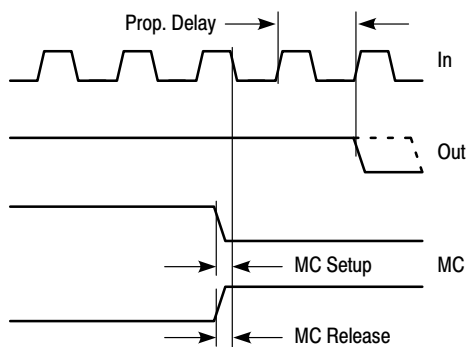 Prop. Delay
In
Out
MC Setup
MC
MC Release